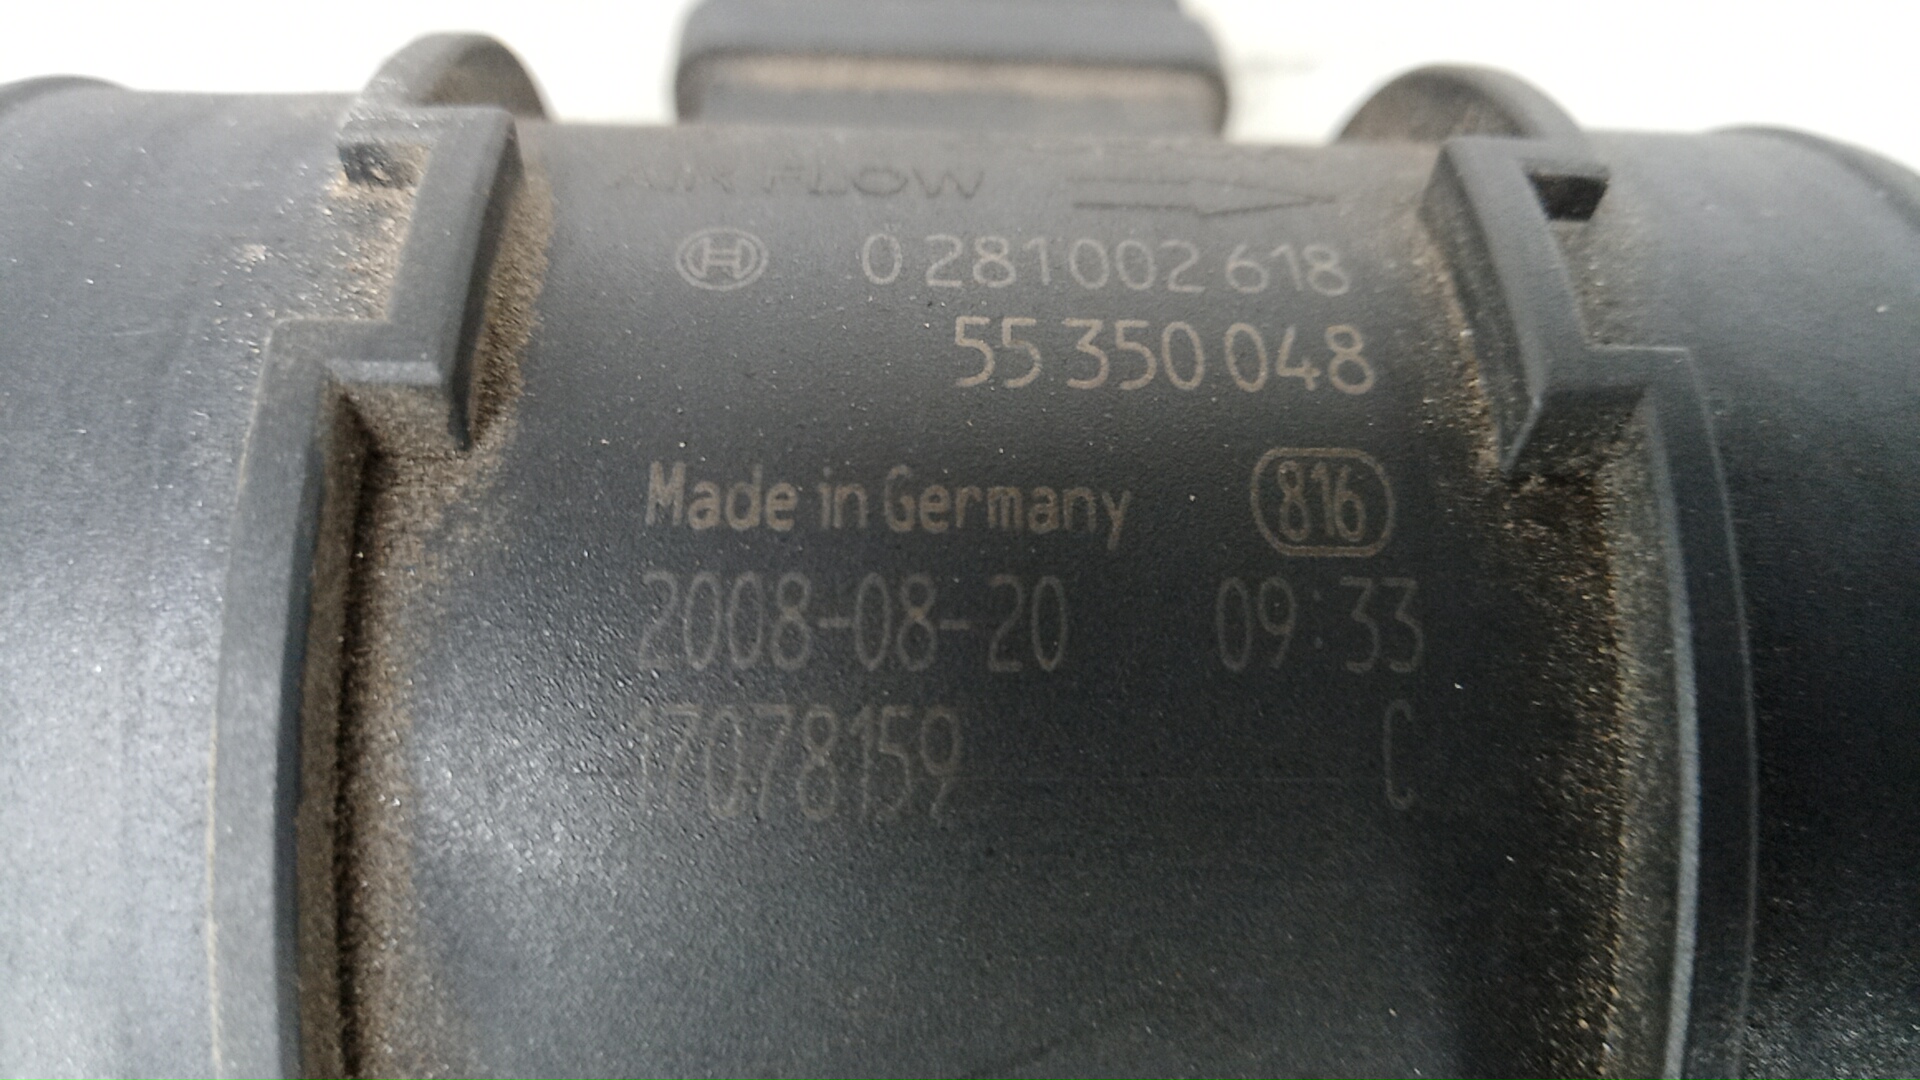 AIR FLOW
0 281 002 618
55 350 048
Made in Germany 816
2008-08-20 09:33
17078159 C